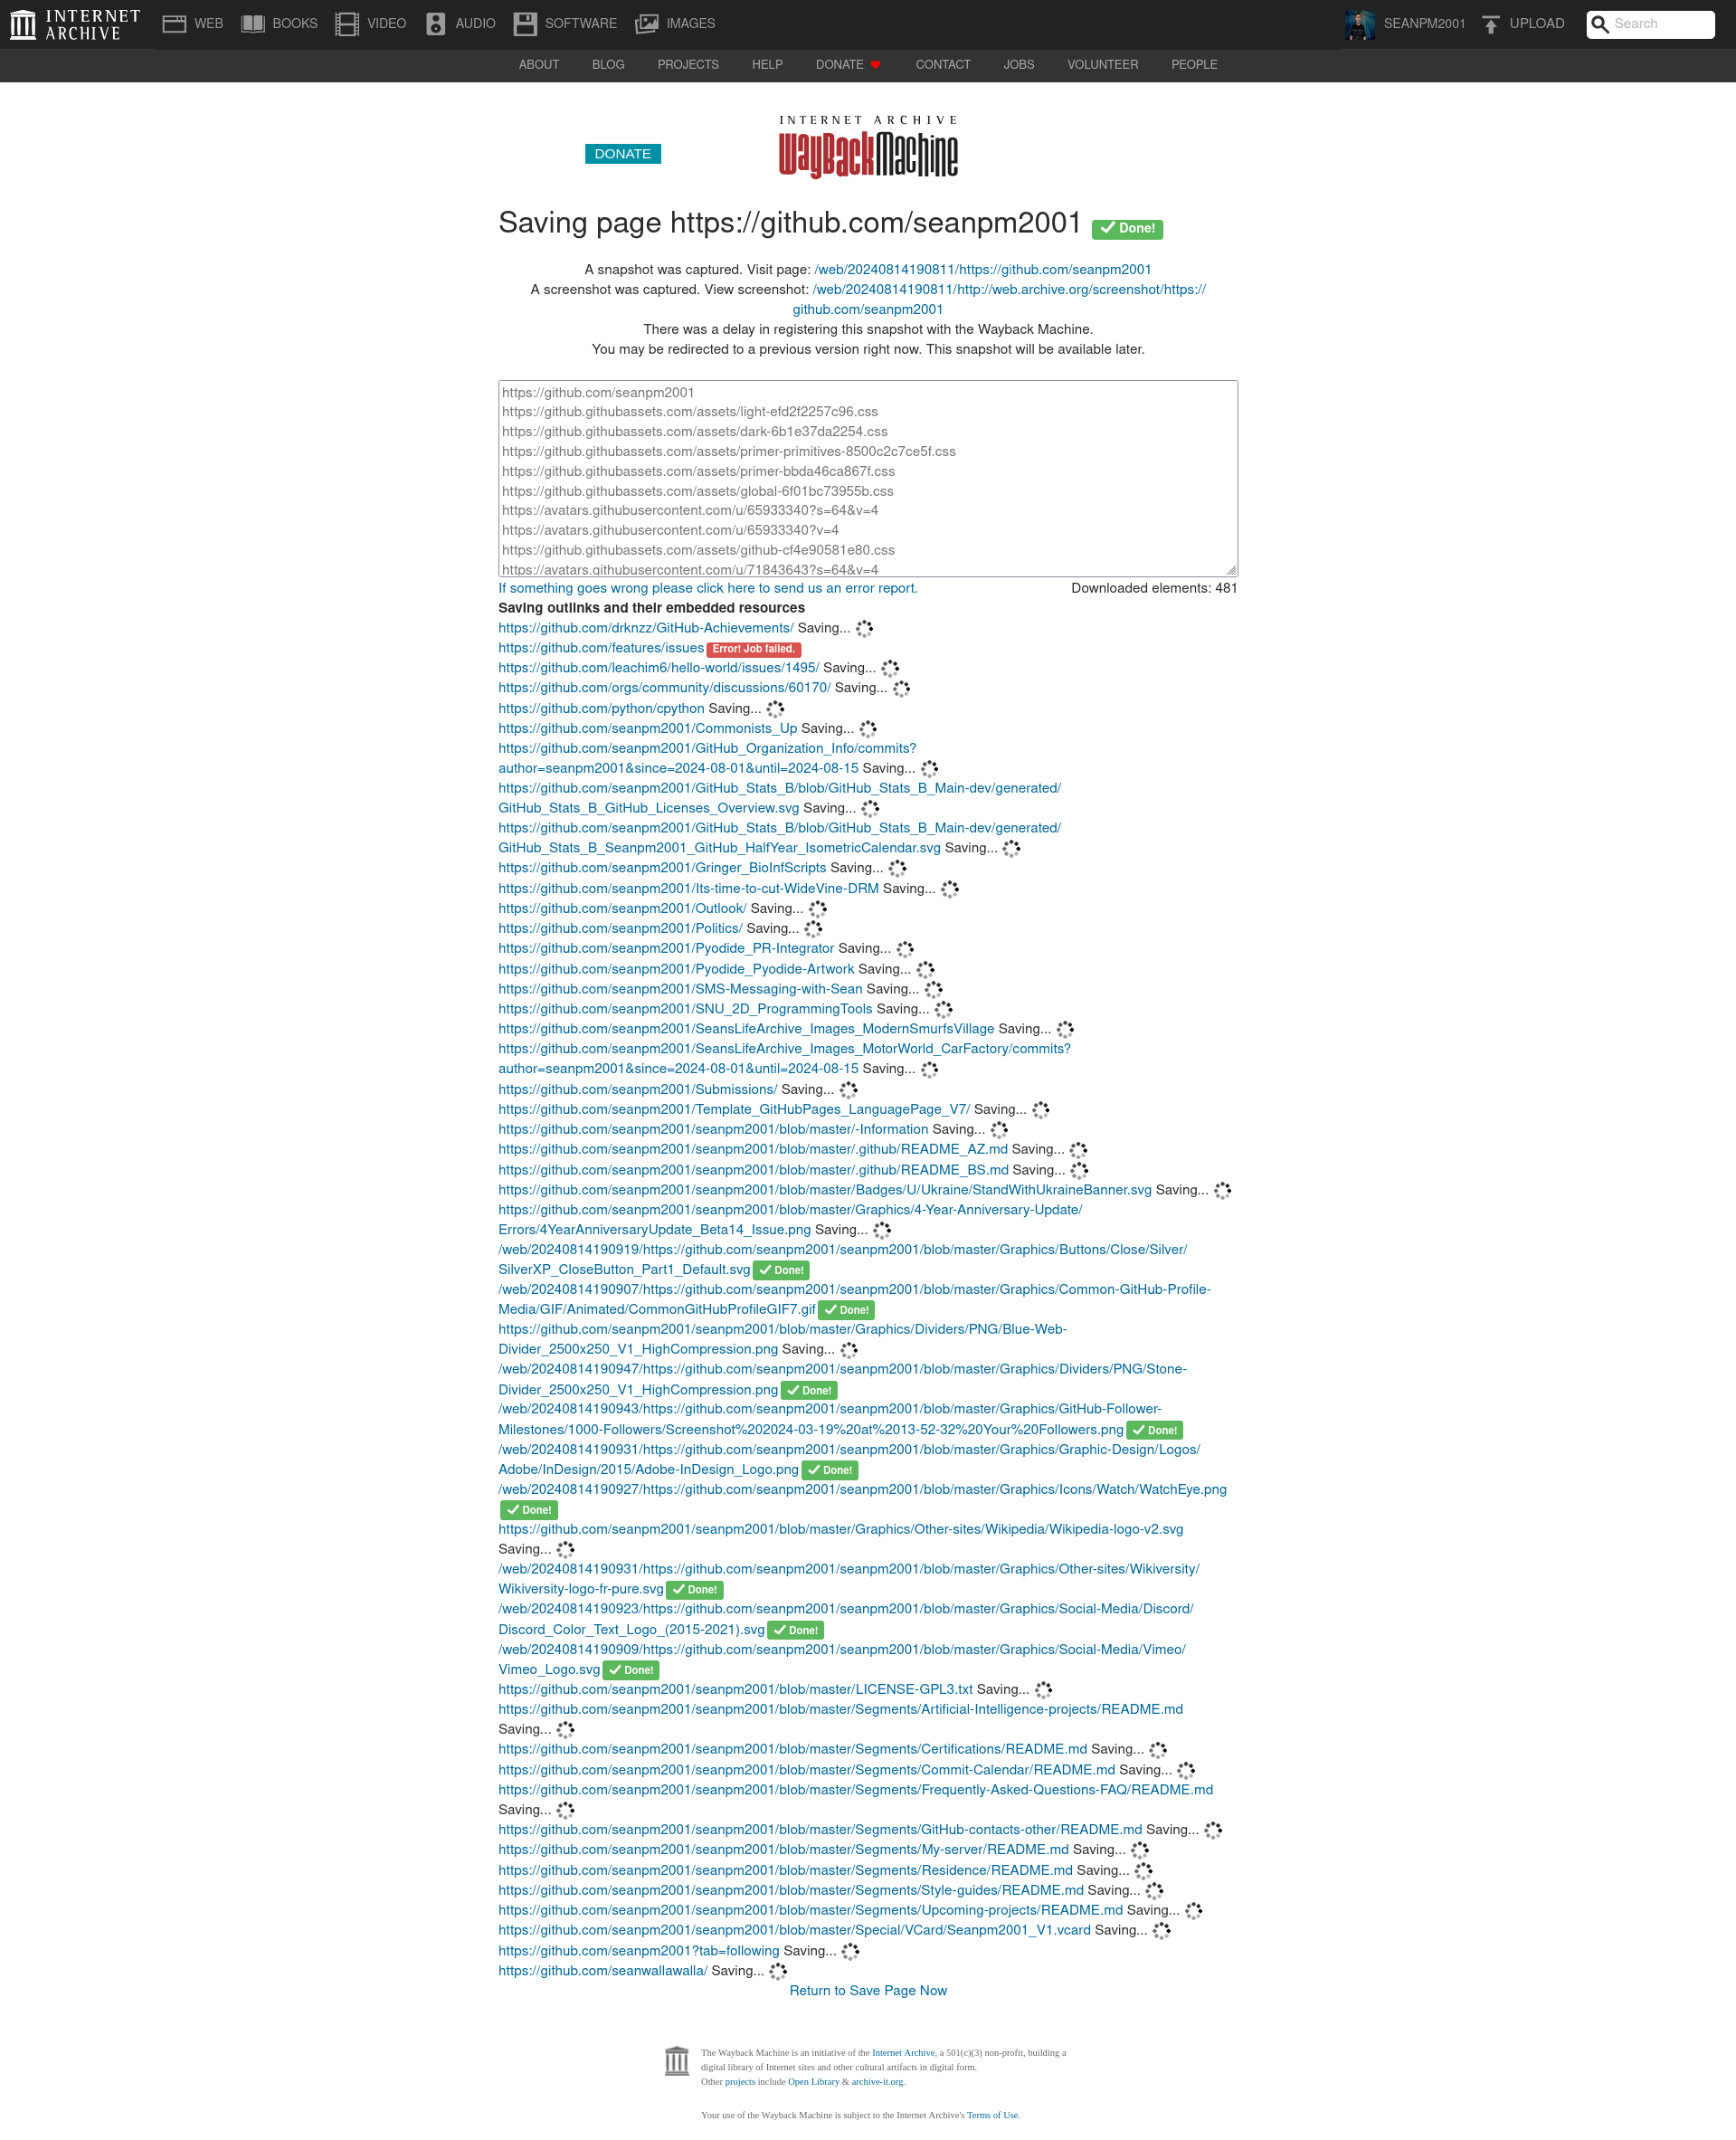 INTERNET ARCHIVE
WEB BOOKS VIDEO AUDIO SOFTWARE IMAGES SEANPM2001 UPLOAD Search
ABOUT BLOG PROJECTS HELP DONATE CONTACT JOBS VOLUNTEER PEOPLE
INTERNET ARCHIVE
DONATE WayBackMachine
Saving page https://github.com/seanpm2001 Done!
A snapshot was captured. Visit page: /web/20240814190811/https://github.com/seanpm2001
A screenshot was captured. View screenshot: /web/20240814190811/http://web.archive.org/screenshot/https://
github.com/seanpm2001
There was a delay in registering this snapshot with the Wayback Machine.
You may be redirected to a previous version right now. This snapshot will be available later.
https://github.com/seanpm2001
https://github.githubassets.com/assets/light-efd2f2257c96.css
https://github.githubassets.com/assets/dark-6b1e37da2254.css
https://github.githubassets.com/assets/primer-primitives-8500c2c7ce5f.css
https://github.githubassets.com/assets/primer-bbda46ca867f.css
https://github.githubassets.com/assets/global-6f01bc73955b.css
https://avatars.githubusercontent.com/u/65933340?s=64&v=4
https://avatars.githubusercontent.com/u/65933340?v=4
https://github.githubassets.com/assets/github-cf4e90581e80.css
https://avatars.githubusercontent.com/u/71843643?s=64&v=4
If something goes wrong please click here to send us an error report. Downloaded elements: 481
Saving outlinks and their embedded resources
https://github.com/drknzz/GitHub-Achievements/ Saving...
https://github.com/features/issues Error! Job failed.
https://github.com/leachim6/hello-world/issues/1495/ Saving...
https://github.com/orgs/community/discussions/60170/ Saving...
https://github.com/python/cpython Saving...
https://github.com/seanpm2001/Commonists_Up Saving...
https://github.com/seanpm2001/GitHub_Organization_Info/commits?
author=seanpm2001&since=2024-08-01&until=2024-08-15 Saving...
https://github.com/seanpm2001/GitHub_Stats_B/blob/GitHub_Stats_B_Main-dev/generated/
GitHub_Stats_B_GitHub_Licenses_Overview.svg Saving...
https://github.com/seanpm2001/GitHub_Stats_B/blob/GitHub_Stats_B_Main-dev/generated/
GitHub_Stats_B_Seanpm2001_GitHub_HalfYear_IsometricCalendar.svg Saving...
https://github.com/seanpm2001/Gringer_BioInfScripts Saving...
https://github.com/seanpm2001/Its-time-to-cut-WideVine-DRM Saving...
https://github.com/seanpm2001/Outlook/ Saving...
https://github.com/seanpm2001/Politics/ Saving...
https://github.com/seanpm2001/Pyodide_PR-Integrator Saving...
https://github.com/seanpm2001/Pyodide_Pyodide-Artwork Saving...
https://github.com/seanpm2001/SMS-Messaging-with-Sean Saving...
https://github.com/seanpm2001/SNU_2D_ProgrammingTools Saving...
https://github.com/seanpm2001/SeansLifeArchive_Images_ModernSmurfsVillage Saving...
https://github.com/seanpm2001/SeansLifeArchive_Images_MotorWorld_CarFactory/commits?
author=seanpm2001&since=2024-08-01&until=2024-08-15 Saving...
https://github.com/seanpm2001/Submissions/ Saving...
https://github.com/seanpm2001/Template_GitHubPages_LanguagePage_V7/ Saving...
https://github.com/seanpm2001/seanpm2001/blob/master/-Information Saving...
https://github.com/seanpm2001/seanpm2001/blob/master/.github/README_AZ.md Saving...
https://github.com/seanpm2001/seanpm2001/blob/master/.github/README_BS.md Saving...
https://github.com/seanpm2001/seanpm2001/blob/master/Badges/U/Ukraine/StandWithUkraineBanner.svg Saving...
https://github.com/seanpm2001/seanpm2001/blob/master/Graphics/4-Year-Anniversary-Update/
Errors/4YearAnniversaryUpdate_Beta14_Issue.png Saving...
/web/20240814190919/https://github.com/seanpm2001/seanpm2001/blob/master/Graphics/Buttons/Close/Silver/
SilverXP_CloseButton_Part1_Default.svg Done!
/web/20240814190907/https://github.com/seanpm2001/seanpm2001/blob/master/Graphics/Common-GitHub-Profile-
Media/GIF/Animated/CommonGitHubProfileGIF7.gif Done!
https://github.com/seanpm2001/seanpm2001/blob/master/Graphics/Dividers/PNG/Blue-Web-
Divider_2500x250_V1_HighCompression.png Saving...
/web/20240814190947/https://github.com/seanpm2001/seanpm2001/blob/master/Graphics/Dividers/PNG/Stone-
Divider_2500x250_V1_HighCompression.png Done!
/web/20240814190943/https://github.com/seanpm2001/seanpm2001/blob/master/Graphics/GitHub-Follower-
Milestones/1000-Followers/Screenshot%202024-03-19%20at%2013-52-32%20Your%20Followers.png Done!
/web/20240814190931/https://github.com/seanpm2001/seanpm2001/blob/master/Graphics/Graphic-Design/Logos/
Adobe/InDesign/2015/Adobe-InDesign_Logo.png Done!
/web/20240814190927/https://github.com/seanpm2001/seanpm2001/blob/master/Graphics/Icons/Watch/WatchEye.png
Done!
https://github.com/seanpm2001/seanpm2001/blob/master/Graphics/Other-sites/Wikipedia/Wikipedia-logo-v2.svg
Saving...
/web/20240814190931/https://github.com/seanpm2001/seanpm2001/blob/master/Graphics/Other-sites/Wikiversity/
Wikiversity-logo-fr-pure.svg Done!
/web/20240814190923/https://github.com/seanpm2001/seanpm2001/blob/master/Graphics/Social-Media/Discord/
Discord_Color_Text_Logo_(2015-2021).svg Done!
/web/20240814190909/https://github.com/seanpm2001/seanpm2001/blob/master/Graphics/Social-Media/Vimeo/
Vimeo_Logo.svg Done!
https://github.com/seanpm2001/seanpm2001/blob/master/LICENSE-GPL3.txt Saving...
https://github.com/seanpm2001/seanpm2001/blob/master/Segments/Artificial-Intelligence-projects/README.md
Saving...
https://github.com/seanpm2001/seanpm2001/blob/master/Segments/Certifications/README.md Saving...
https://github.com/seanpm2001/seanpm2001/blob/master/Segments/Commit-Calendar/README.md Saving...
https://github.com/seanpm2001/seanpm2001/blob/master/Segments/Frequently-Asked-Questions-FAQ/README.md
Saving...
https://github.com/seanpm2001/seanpm2001/blob/master/Segments/GitHub-contacts-other/README.md Saving...
https://github.com/seanpm2001/seanpm2001/blob/master/Segments/My-server/README.md Saving...
https://github.com/seanpm2001/seanpm2001/blob/master/Segments/Residence/README.md Saving...
https://github.com/seanpm2001/seanpm2001/blob/master/Segments/Style-guides/README.md Saving...
https://github.com/seanpm2001/seanpm2001/blob/master/Segments/Upcoming-projects/README.md Saving...
https://github.com/seanpm2001/seanpm2001/blob/master/Special/VCard/Seanpm2001_V1.vcard Saving...
https://github.com/seanpm2001?tab=following Saving...
https://github.com/seanwallawalla/ Saving...
Return to Save Page Now
The Wayback Machine is an initiative of the Internet Archive, a 501(c)(3) non-profit, building a
digital library of Internet sites and other cultural artifacts in digital form.
Other projects include Open Library & archive-it.org.
Your use of the Wayback Machine is subject to the Internet Archive's Terms of Use.